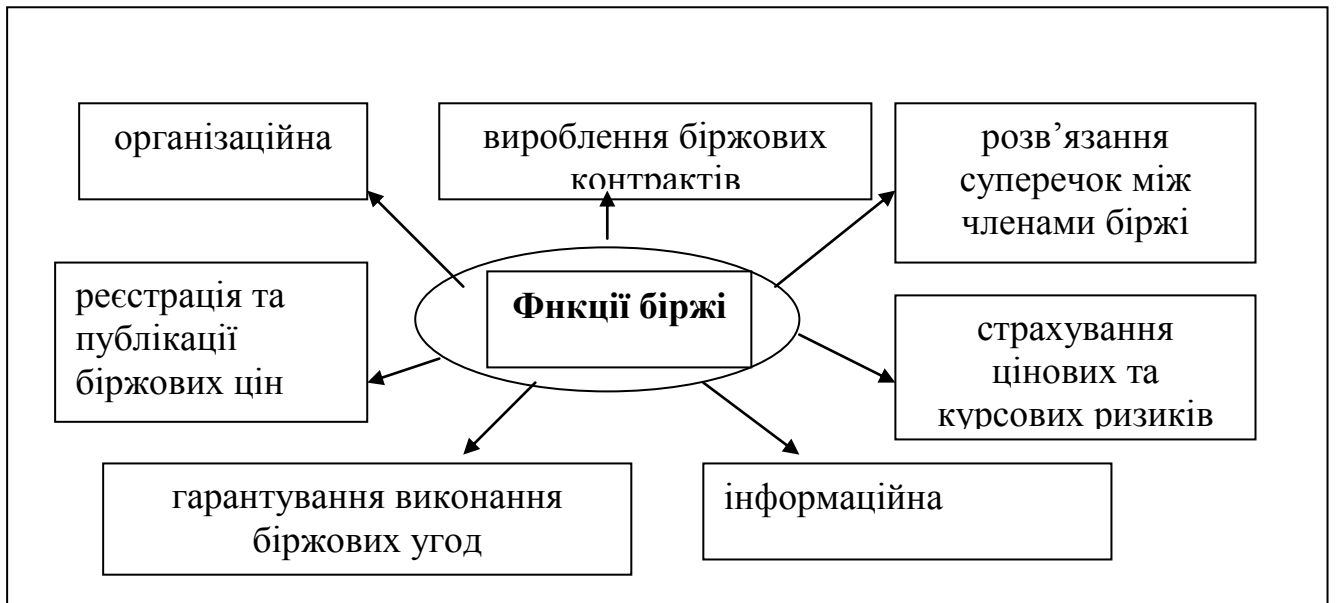 організаційна
вироблення біржових
контрактів
розв’язання
суперечок між
членами біржі
реєстрація та
публікації
біржових цін
Фнкції біржі
страхування
цінових та
курсових ризиків
гарантування виконання
біржових угод
інформаційна